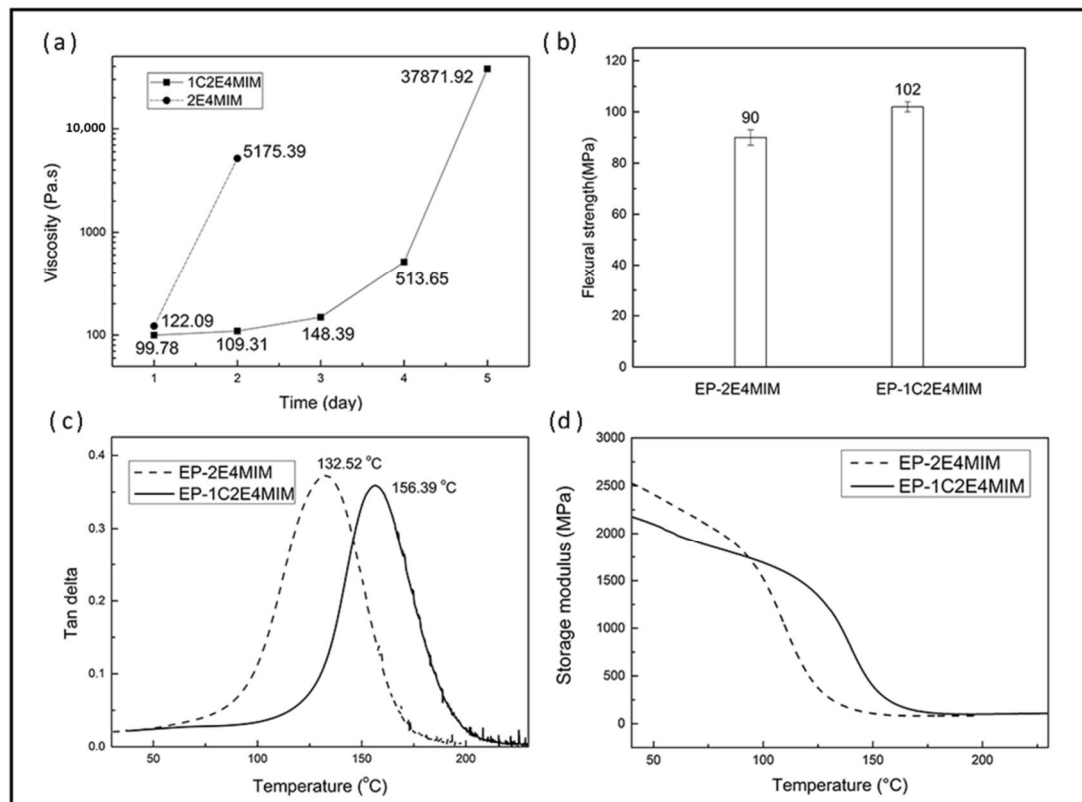 (a)
1C2E4MIM
2E4MIM
37871.92
10,000
5175.39
1000
513.65
122.09
148.39
100
99.78
109.31
1 2 3 4 5
Viscosity (Pa.s)
Time (day)
(b)
120
100
80
60
40
20
0
90
102
Flexural strength(MPa)
EP-2E4MIM EP-1C2E4MIM
(c)
0.4
0.3
0.2
0.1
0.0
EP-2E4MIM
EP-1C2E4MIM
132.52 °C
156.39 °C
Tan delta
50 100 150 200
Temperature (°C)
(d)
3000
2500
2000
1500
1000
500
0
EP-2E4MIM
EP-1C2E4MIM
Storage modulus (MPa)
50 100 150 200
Temperature (°C)